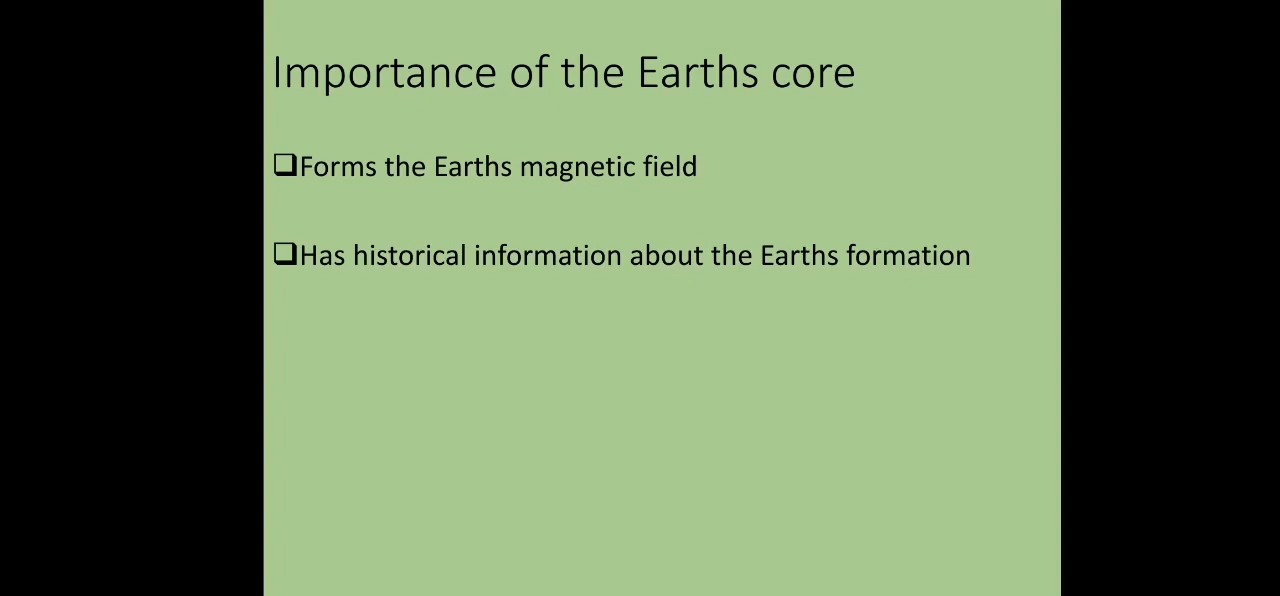 Importance of the Earths core
❑Forms the Earths magnetic field
❑Has historical information about the Earths formation